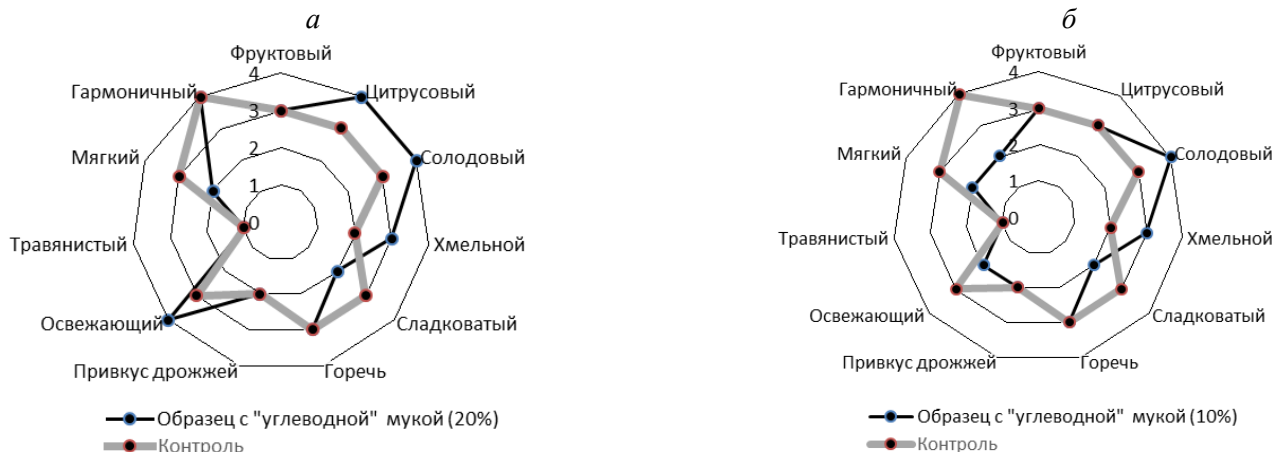 а
Фруктовый
4
Гармоничный
Цитрусовый
3
Мягкий
2
Солодовый
1
0
Травянистый
Хмельной
Освежающий
Сладковатый
Привкус дрожжей
Горечь
Образец с "углеводной" мукой (20%)
Контроль
б
Фруктовый
4
Гармоничный
Цитрусовый
3
Мягкий
2
Солодовый
1
0
Травянистый
Хмельной
Освежающий
Сладковатый
Привкус дрожжей
Горечь
Образец с "углеводной" мукой (10%)
Контроль